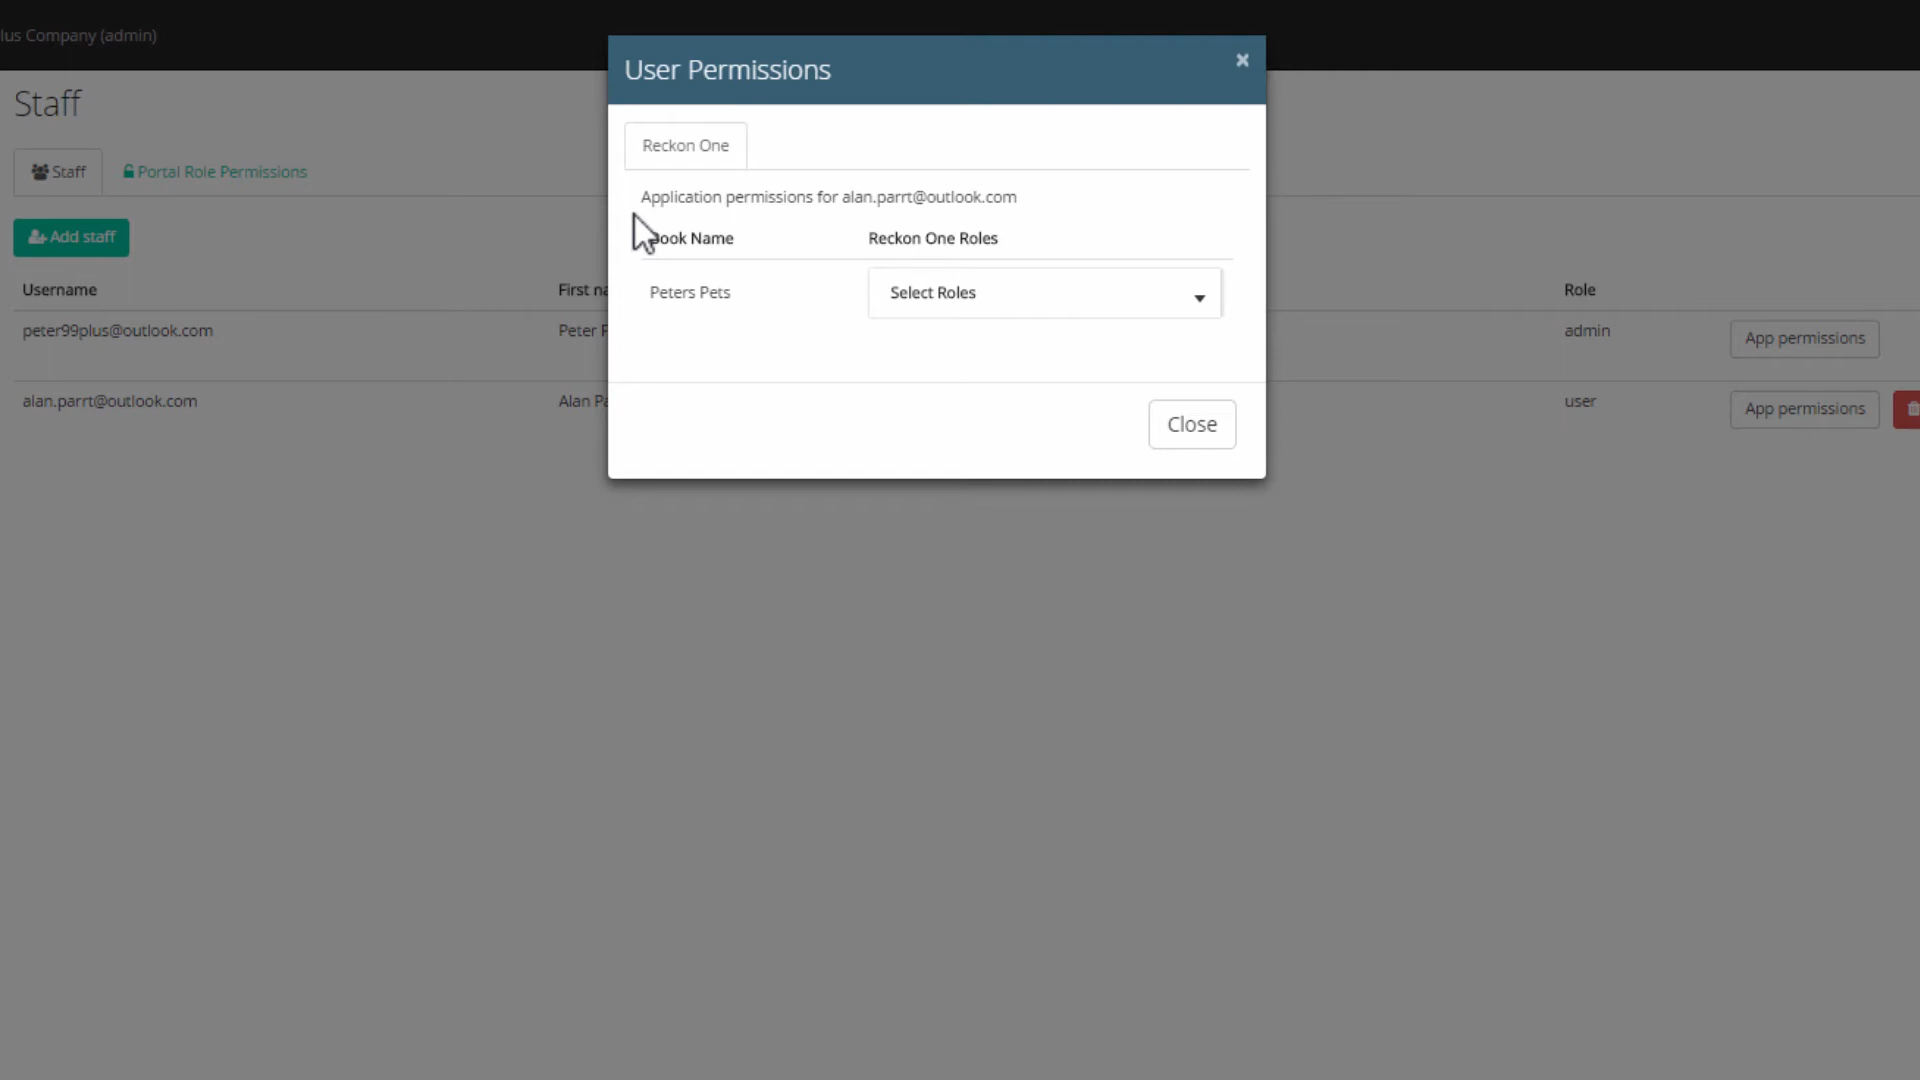 lus Company (admin)
User Permissions
×
Staff
Reckon One
Staff
Portal Role Permissions
Application permissions for alan.parrt@outlook.com
Add staff
ook Name
Reckon One Roles
Username
First na
Peters Pets
Select Roles
Role
peter99plus@outlook.com
Peter P
admin
App permissions
alan.parrt@outlook.com
Alan Pa
user
App permissions
Close